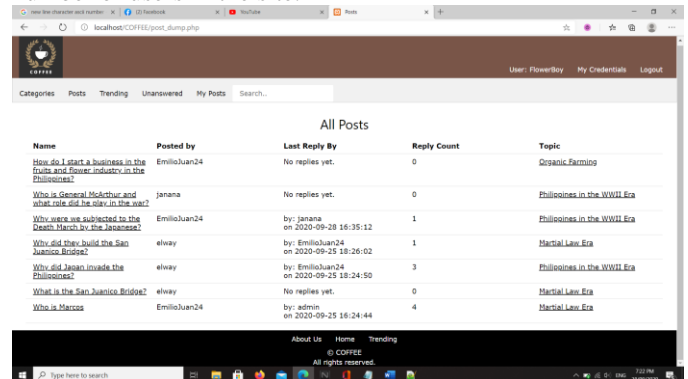 new line character ascii number
(2) Facebook
YouTube
Posts
localhost/COFFEE/post_dump.php
COFFEE
User: FlowerBoy My Credentials Logout
Categories Posts Trending Unanswered My Posts Search..
All Posts
Name Posted by Last Reply By Reply Count Topic
How do I start a business in the EmilioJuan24 No replies yet. 0 Organic Farming
fruits and flower industry in the
Philippines?
Who is General McArthur and janana No replies yet. 0 Philippines in the WWII Era
what role did he play in the war?
Why were we subjected to the EmilioJuan24 by: janana 1 Philippines in the WWII Era
Death March by the Japanese? on 2020-09-28 16:35:12
Why did they build the San elway by: EmilioJuan24 1 Martial Law Era
Juanico Bridge? on 2020-09-25 18:26:02
Why did Japan invade the elway by: EmilioJuan24 3 Philippines in the WWII Era
Philippines? on 2020-09-25 18:24:50
What is the San Juanico Bridge? elway No replies yet. 0 Martial Law Era
Who is Marcos EmilioJuan24 by: admin 4 Martial Law Era
on 2020-09-25 16:24:44
About Us Home Trending
© COFFEE
All rights reserved.
Type here to search
ENG 7:22 PM